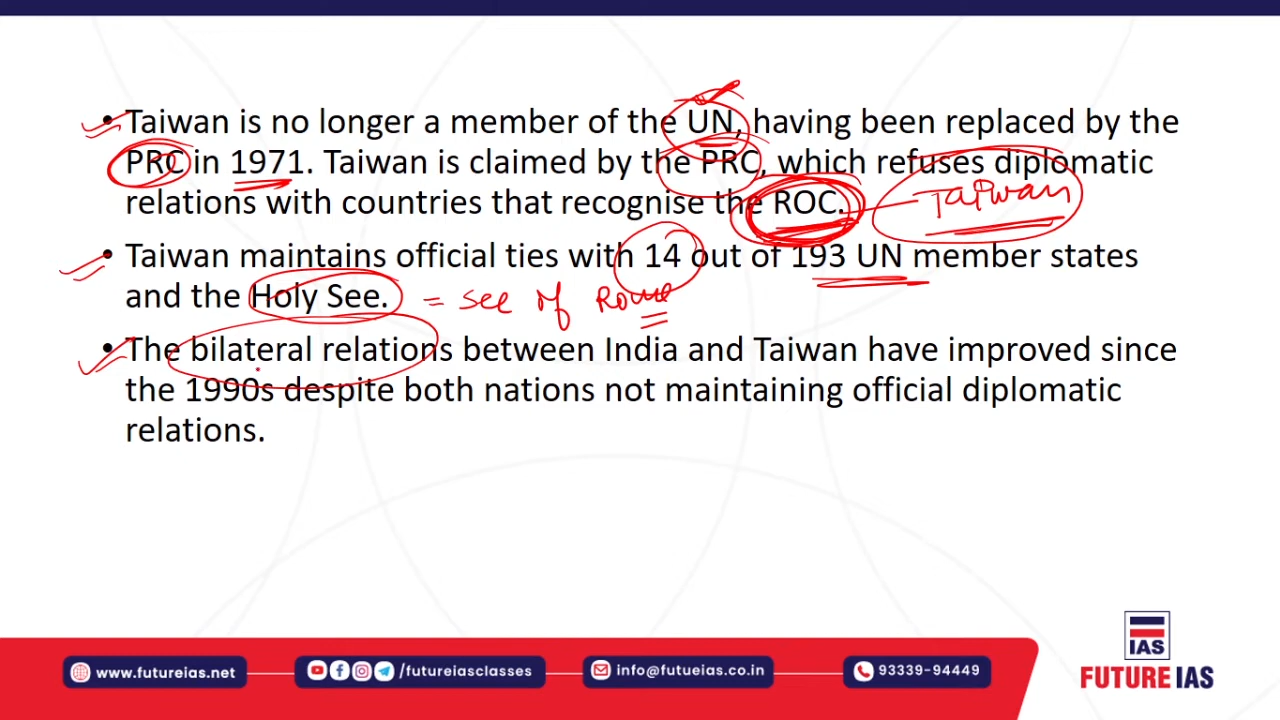 • Taiwan is no longer a member of the UN, having been replaced by the
PRC in 1971. Taiwan is claimed by the PRC, which refuses diplomatic
relations with countries that recognise the ROC. Taiwan
• Taiwan maintains official ties with 14 out of 193 UN member states
and the Holy See. = See of Rome
• The bilateral relations between India and Taiwan have improved since
the 1990s despite both nations not maintaining official diplomatic
relations.
www.futureias.net /futureiasclasses info@futueias.co.in 93339-94449
IAS
FUTURE IAS